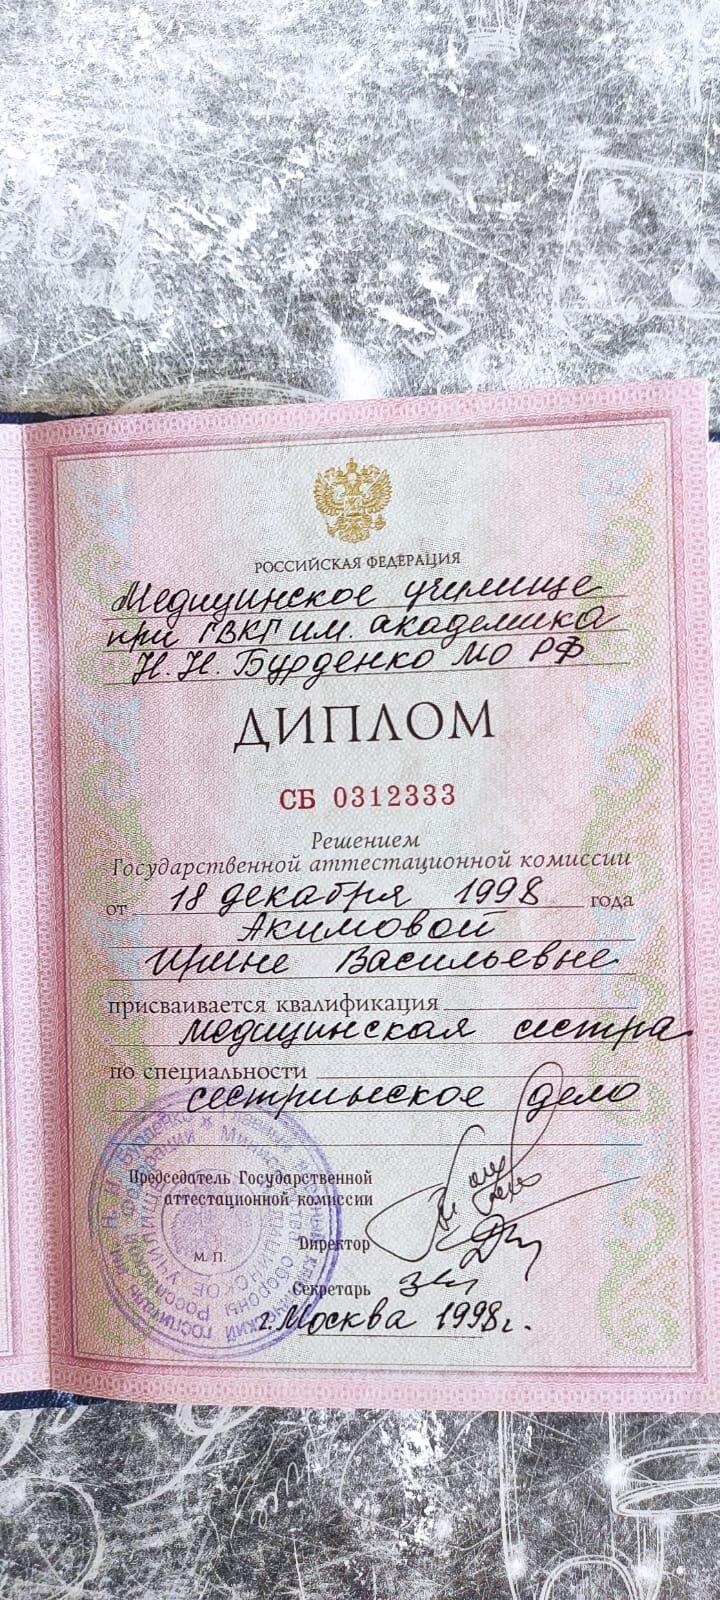 РОССИЙСКАЯ ФЕДЕРАЦИЯ
Медицинское училище
при ГВКГ им. академика
Н.Н. Бурденко МО РФ
ДИПЛОМ
СБ 0312333
Решением
Государственной аттестационной комиссии
от 18 декабря 1998 года
Акимовой
Ирине Васильевне
присваивается квалификация
медицинская сестра
по специальности
сестринское дело
Председатель Государственной
аттестационной комиссии
Директор
М. П.
Секретарь
г. Москва 1998г.